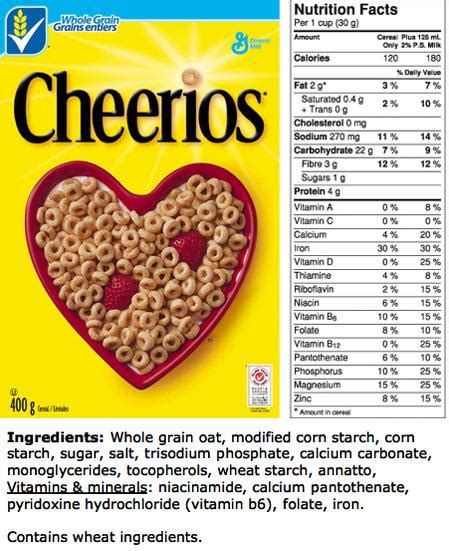 Whole Grain
Grains entiers
General
Mills
Cheerios
400 g Cereal / Céréales
Nutrition Facts
Per 1 cup (30 g)
Amount Cereal Only Plus 125 mL 2% P.S. Milk
Calories 120 180
% Daily Value
Fat 2 g* 3 % 7 %
Saturated 0.4 g
+ Trans 0 g 2 % 10 %
Cholesterol 0 mg
Sodium 270 mg 11 % 14 %
Carbohydrate 22 g 7 % 9 %
Fibre 3 g 12 % 12 %
Sugars 1 g
Protein 4 g
Vitamin A 0 % 8 %
Vitamin C 0 % 0 %
Calcium 4 % 20 %
Iron 30 % 30 %
Vitamin D 0 % 25 %
Thiamine 4 % 8 %
Riboflavin 2 % 15 %
Niacin 6 % 15 %
Vitamin B6 10 % 15 %
Folate 8 % 10 %
Vitamin B12 0 % 25 %
Pantothenate 6 % 10 %
Phosphorus 10 % 25 %
Magnesium 15 % 25 %
Zinc 8 % 15 %
* Amount in cereal
Ingredients: Whole grain oat, modified corn starch, corn
starch, sugar, salt, trisodium phosphate, calcium carbonate,
monoglycerides, tocopherols, wheat starch, annatto,
Vitamins & minerals: niacinamide, calcium pantothenate,
pyridoxine hydrochloride (vitamin b6), folate, iron.
Contains wheat ingredients.